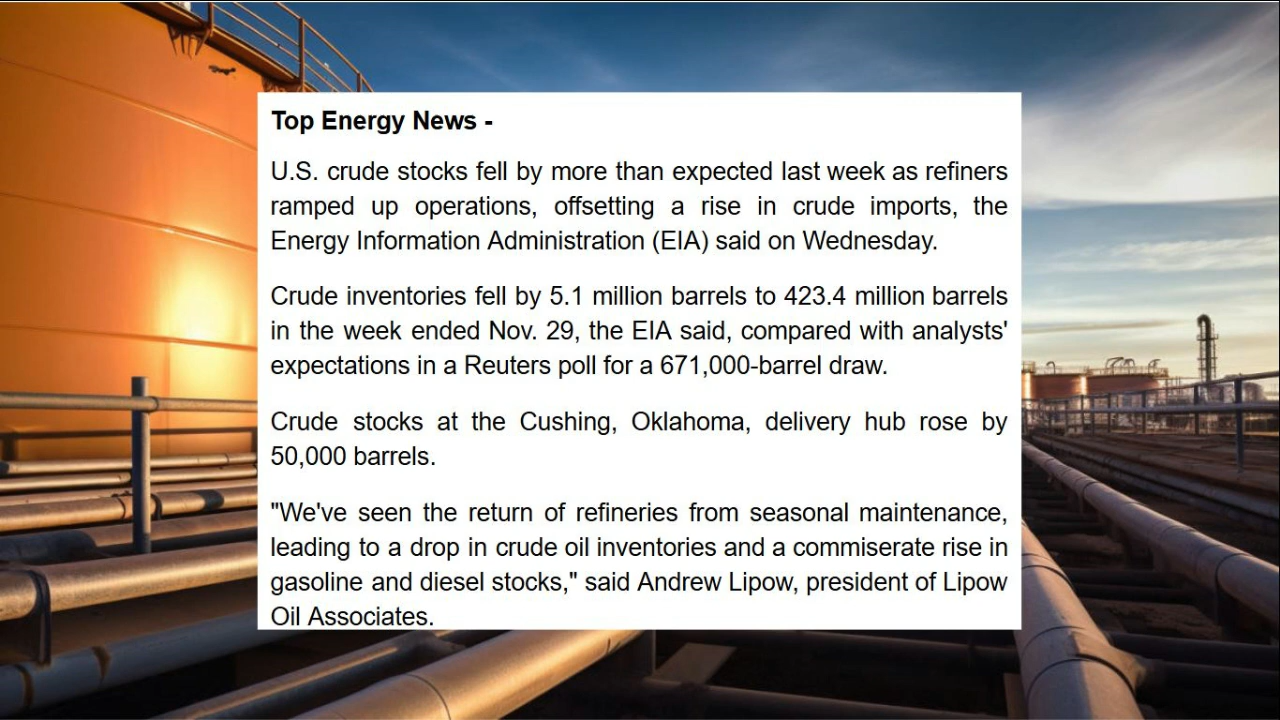 Top Energy News -
U.S. crude stocks fell by more than expected last week as refiners
ramped up operations, offsetting a rise in crude imports, the
Energy Information Administration (EIA) said on Wednesday.
Crude inventories fell by 5.1 million barrels to 423.4 million barrels
in the week ended Nov. 29, the EIA said, compared with analysts'
expectations in a Reuters poll for a 671,000-barrel draw.
Crude stocks at the Cushing, Oklahoma, delivery hub rose by
50,000 barrels.
"We've seen the return of refineries from seasonal maintenance,
leading to a drop in crude oil inventories and a commiserate rise in
gasoline and diesel stocks," said Andrew Lipow, president of Lipow
Oil Associates.